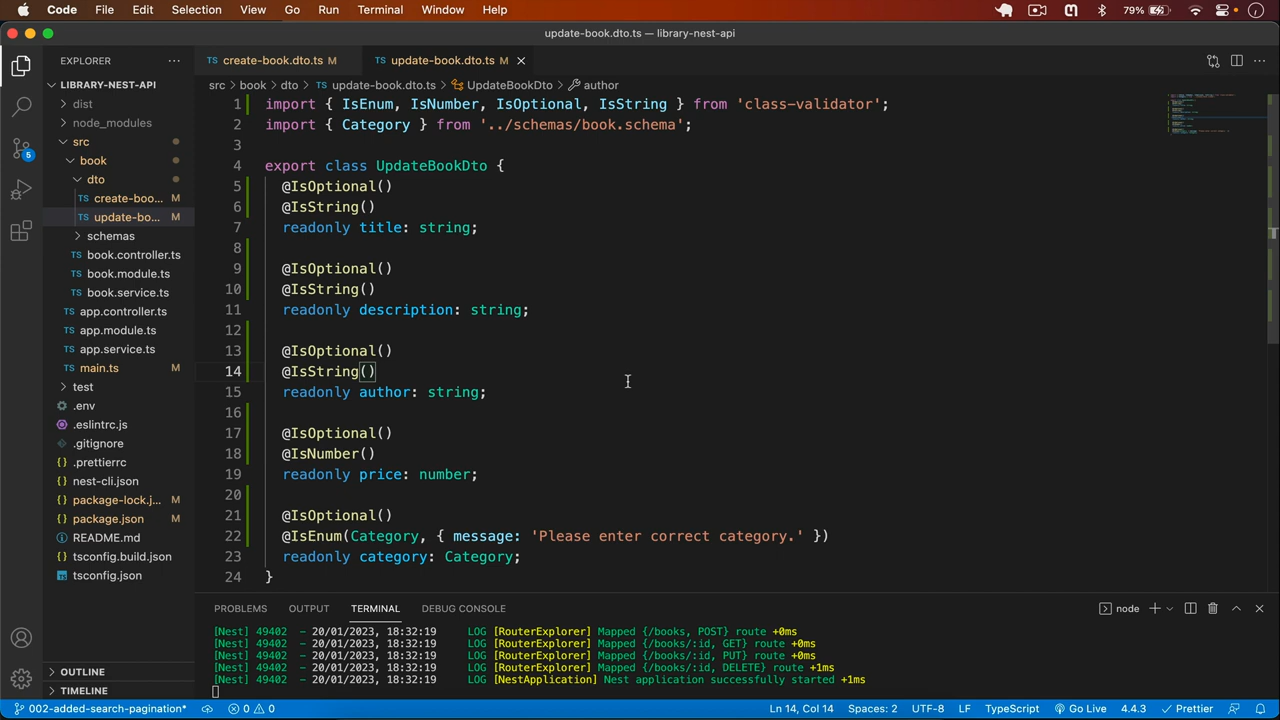 Code File Edit Selection View Go Run Terminal Window Help 79%
update-book.dto.ts — library-nest-api
EXPLORER
LIBRARY-NEST-API
dist
node_modules
src
book
dto
TS create-boo... M
TS update-bo... M
schemas
TS book.controller.ts
TS book.module.ts
TS book.service.ts
TS app.controller.ts
TS app.module.ts
TS app.service.ts
TS main.ts M
test
.env
.eslintrc.js
.gitignore
.prettierrc
nest-cli.json
package-lock.j... M
package.json M
README.md
tsconfig.build.json
tsconfig.json
OUTLINE
TIMELINE
5
create-book.dto.ts M update-book.dto.ts M
src > book > dto > TS update-book.dto.ts > UpdateBookDto > author
1 import { IsEnum, IsNumber, IsOptional, IsString } from 'class-validator';
2 import { Category } from '../schemas/book.schema';
3
4 export class UpdateBookDto {
5 @IsOptional()
6 @IsString()
7 readonly title: string;
8
9 @IsOptional()
10 @IsString()
11 readonly description: string;
12
13 @IsOptional()
14 @IsString()
15 readonly author: string;
16
17 @IsOptional()
18 @IsNumber()
19 readonly price: number;
20
21 @IsOptional()
22 @IsEnum(Category, { message: 'Please enter correct category.' })
23 readonly category: Category;
24 }
PROBLEMS OUTPUT TERMINAL DEBUG CONSOLE node
[Nest] 49402 - 20/01/2023, 18:32:19 LOG [RouterExplorer] Mapped {/books, POST} route +0ms
[Nest] 49402 - 20/01/2023, 18:32:19 LOG [RouterExplorer] Mapped {/books/:id, GET} route +0ms
[Nest] 49402 - 20/01/2023, 18:32:19 LOG [RouterExplorer] Mapped {/books/:id, PUT} route +0ms
[Nest] 49402 - 20/01/2023, 18:32:19 LOG [RouterExplorer] Mapped {/books/:id, DELETE} route +1ms
[Nest] 49402 - 20/01/2023, 18:32:19 LOG [NestApplication] Nest application successfully started +1ms
002-added-search-pagination* 0 0 Ln 14, Col 14 Spaces: 2 UTF-8 LF TypeScript Go Live 4.4.3 Prettier